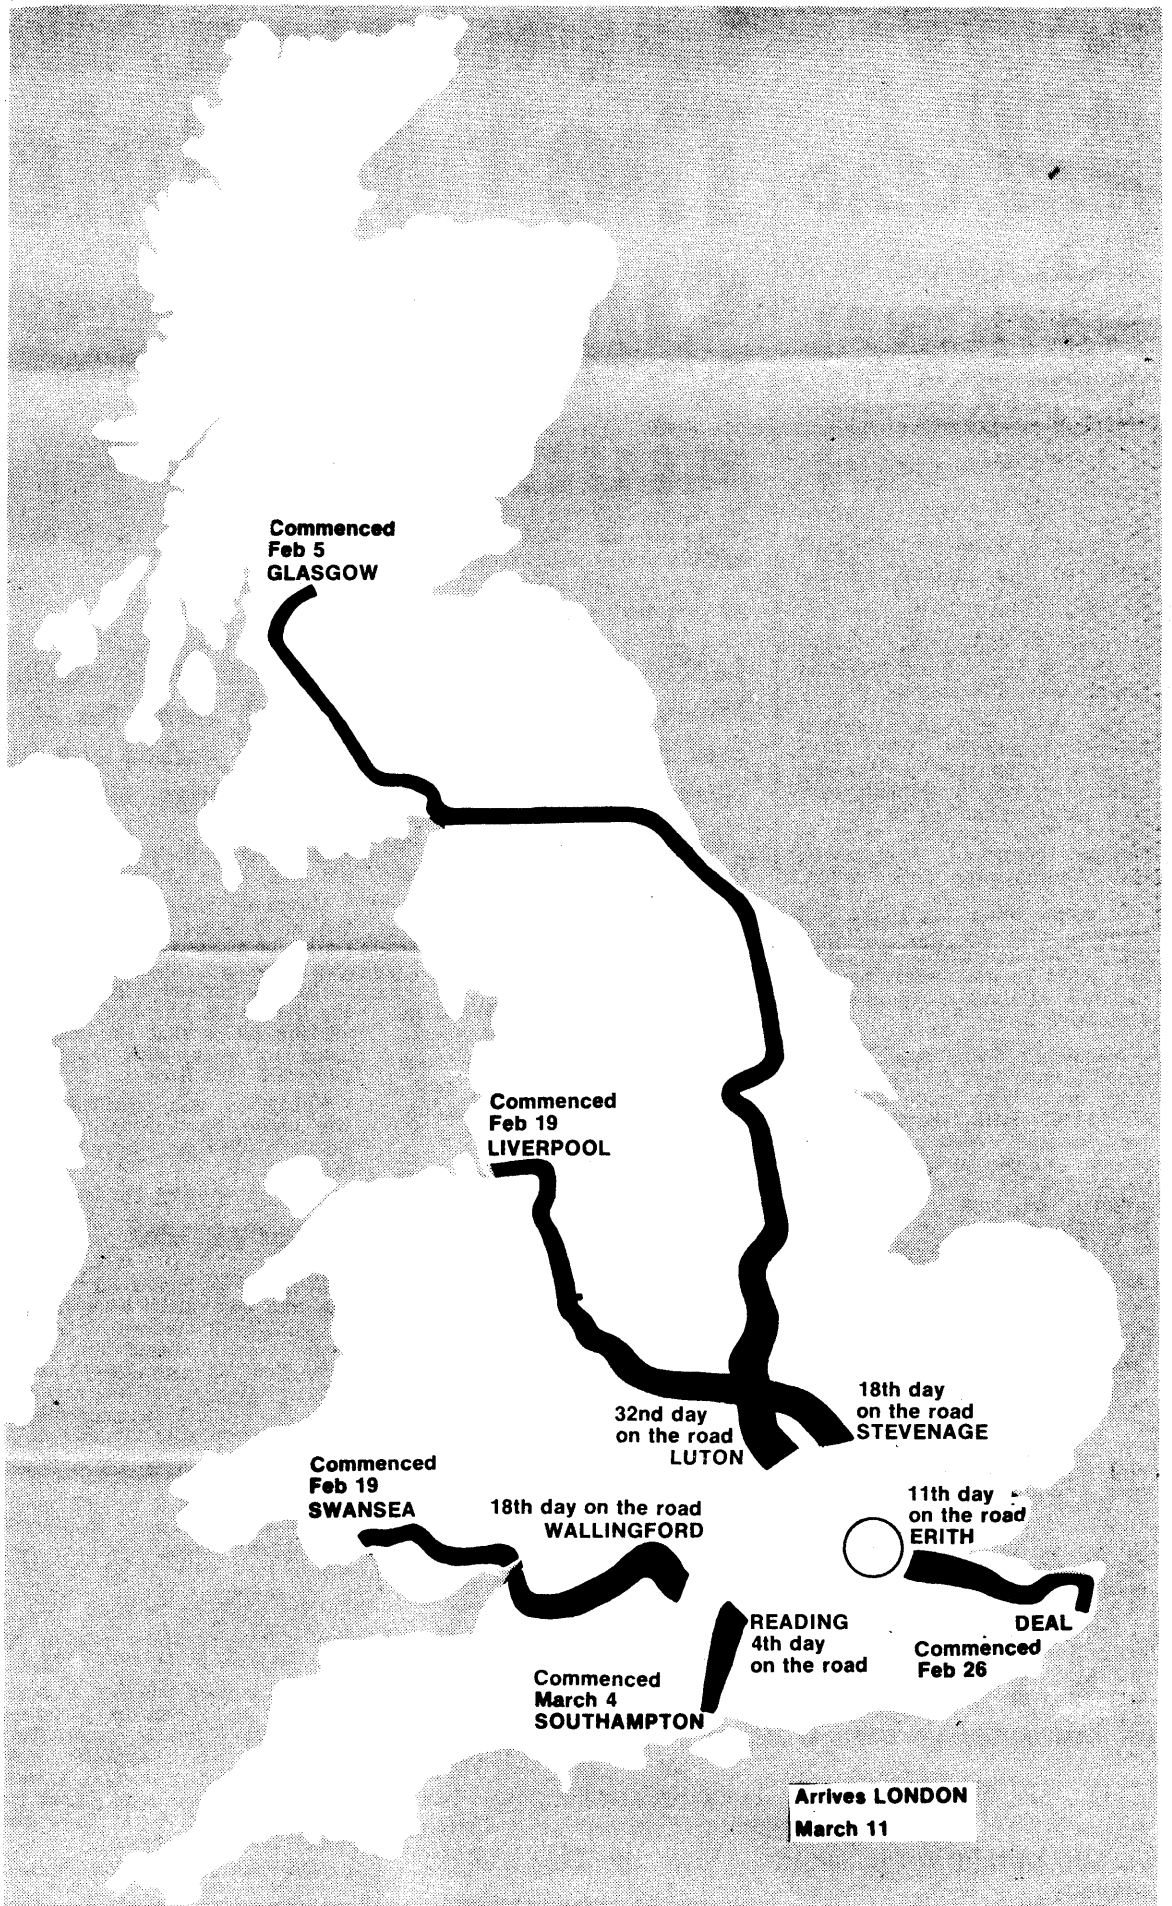 Commenced
Feb 5
GLASGOW
Commenced
Feb 19
LIVERPOOL
18th day
on the road
STEVENAGE
32nd day
on the road
LUTON
Commenced
Feb 19
SWANSEA
18th day on the road
WALLINGFORD
11th day
on the road
ERITH
DEAL
Commenced
Feb 26
READING
4th day
on the road
Commenced
March 4
SOUTHAMPTON
Arrives LONDON
March 11